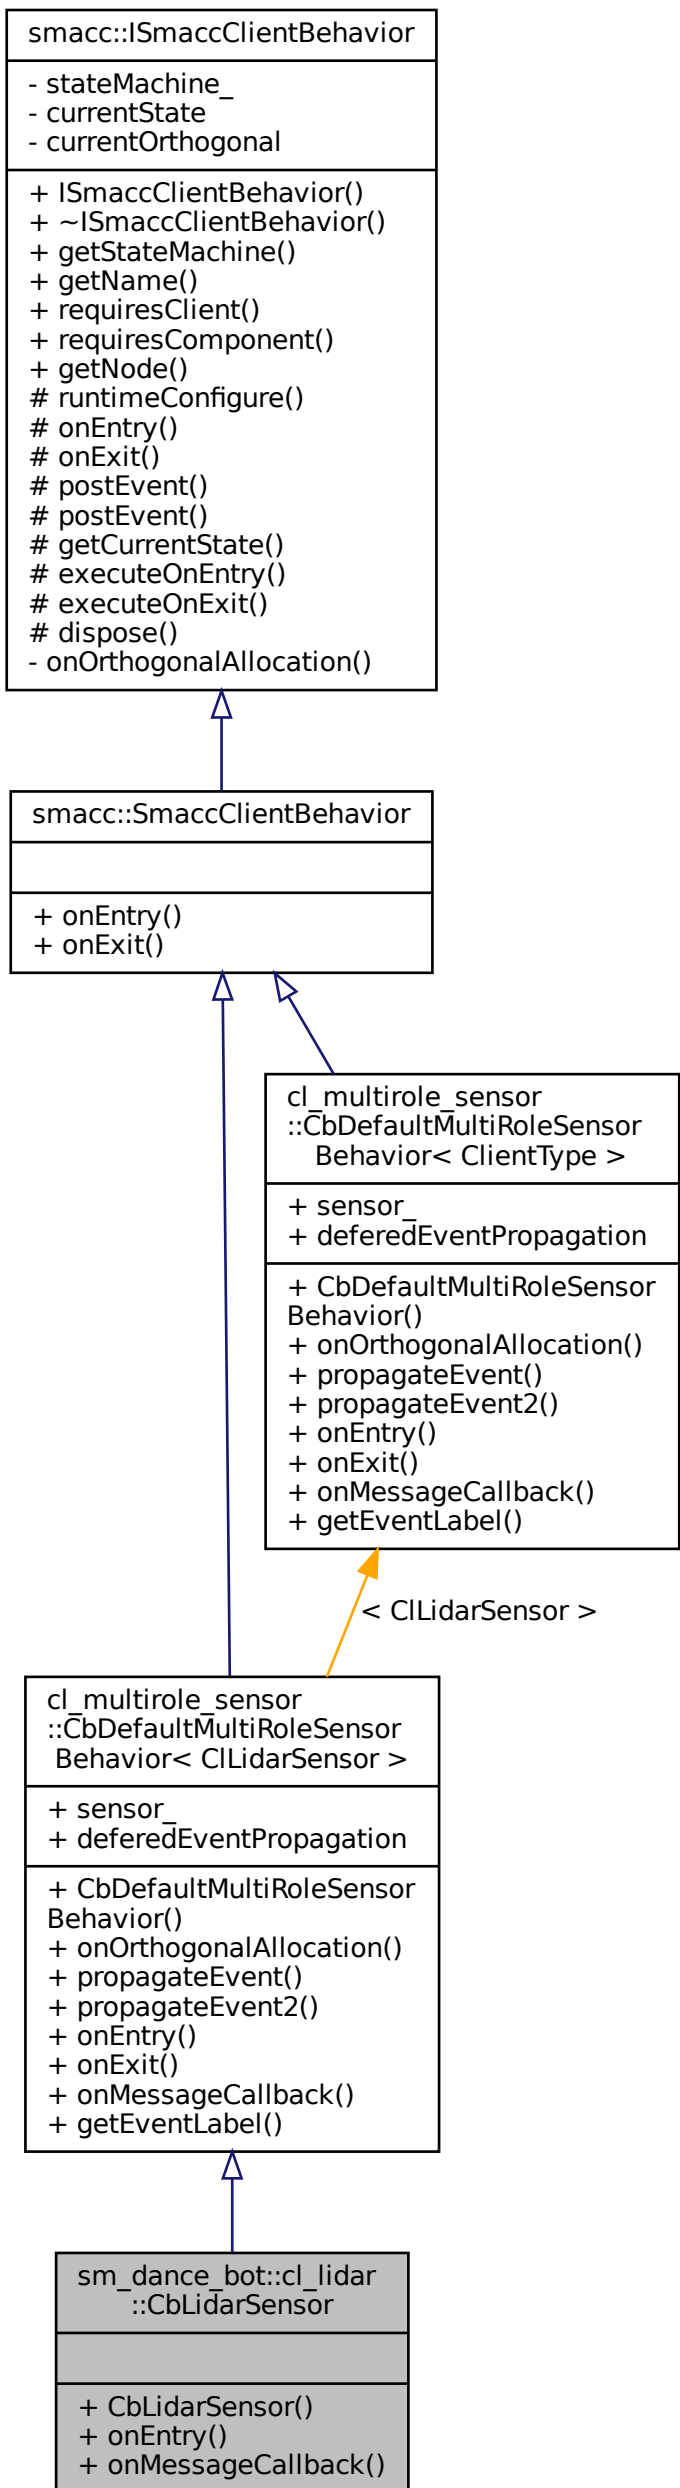 smacc::ISmaccClientBehavior
- stateMachine_
- currentState
- currentOrthogonal
+ ISmaccClientBehavior()
+ ~ISmaccClientBehavior()
+ getStateMachine()
+ getName()
+ requiresClient()
+ requiresComponent()
+ getNode()
# runtimeConfigure()
# onEntry()
# onExit()
# postEvent()
# postEvent()
# getCurrentState()
# executeOnEntry()
# executeOnExit()
# dispose()
- onOrthogonalAllocation()
smacc::SmaccClientBehavior
+ onEntry()
+ onExit()
cl_multirole_sensor
::CbDefaultMultiRoleSensor
Behavior< ClientType >
+ sensor_
+ deferedEventPropagation
+ CbDefaultMultiRoleSensor
Behavior()
+ onOrthogonalAllocation()
+ propagateEvent()
+ propagateEvent2()
+ onEntry()
+ onExit()
+ onMessageCallback()
+ getEventLabel()
< ClLidarSensor >
cl_multirole_sensor
::CbDefaultMultiRoleSensor
Behavior< ClLidarSensor >
+ sensor_
+ deferedEventPropagation
+ CbDefaultMultiRoleSensor
Behavior()
+ onOrthogonalAllocation()
+ propagateEvent()
+ propagateEvent2()
+ onEntry()
+ onExit()
+ onMessageCallback()
+ getEventLabel()
sm_dance_bot::cl_lidar
::CbLidarSensor
+ CbLidarSensor()
+ onEntry()
+ onMessageCallback()